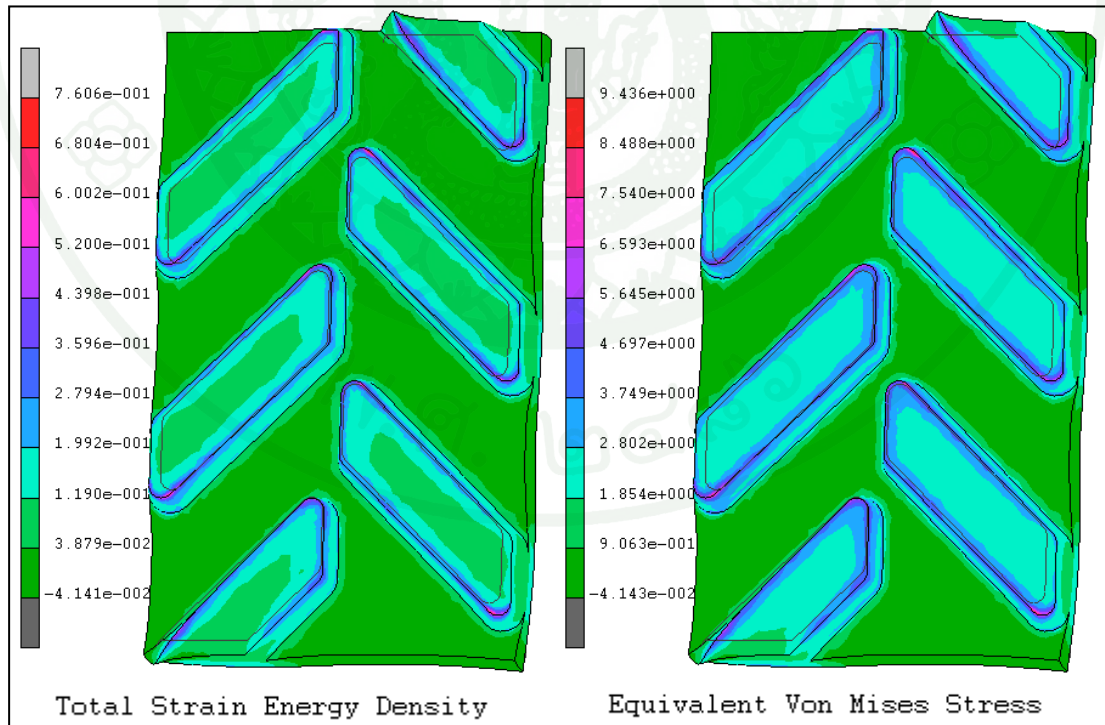 7.606e-001
6.804e-001
6.002e-001
5.200e-001
4.398e-001
3.596e-001
2.794e-001
1.992e-001
1.190e-001
3.879e-002
-4.141e-002
Total Strain Energy Density
9.436e+000
8.488e+000
7.540e+000
6.593e+000
5.645e+000
4.697e+000
3.749e+000
2.802e+000
1.854e+000
9.063e-001
-4.143e-002
Equivalent Von Mises Stress